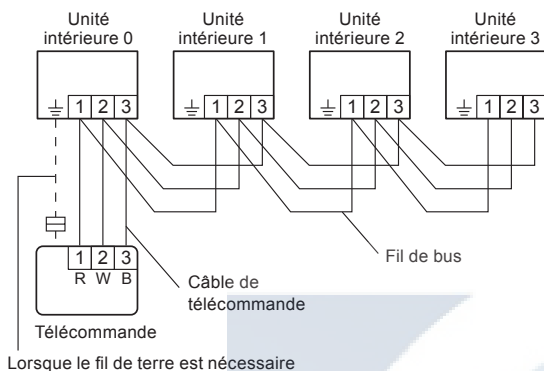 Unité
intérieure 0
Unité
intérieure 1
Unité
intérieure 2
Unité
intérieure 3
1 2 3
1 2 3
1 2 3
1 2 3
Fil de bus
1 2 3
R W B
Câble de
télécommande
Télécommande
Lorsque le fil de terre est nécessaire